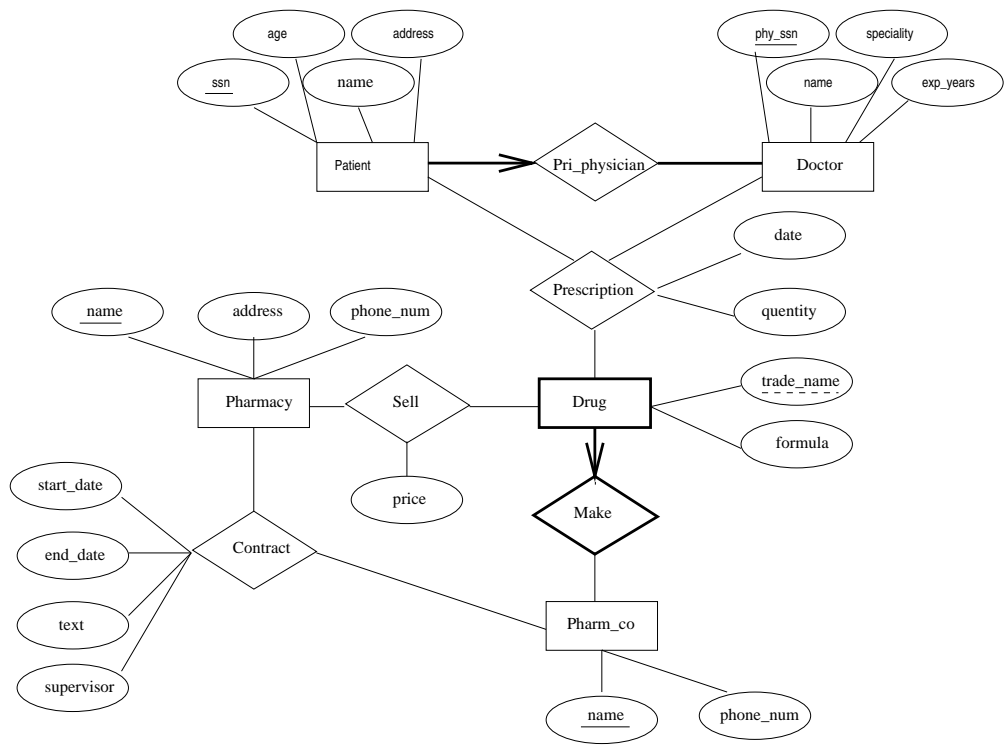 age
address
phy_ssn
speciality
ssn
name
name
exp_years
Patient
Pri_physician
Doctor
date
Prescription
name
address
phone_num
quentity
trade_name
Pharmacy
Sell
Drug
formula
start_date
price
Make
end_date
Contract
text
Pharm_co
supervisor
name
phone_num